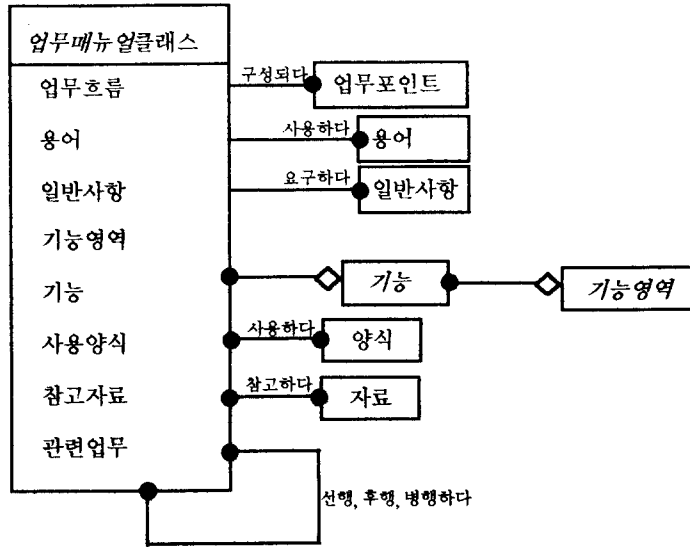 업무매뉴얼클래스
업무흐름
구성되다
업무포인트
용어
사용하다
용어
일반사항
요구하다
일반사항
기능영역
기능
기능
기능영역
사용양식
사용하다
양식
참고자료
참고하다
자료
관련업무
선행, 후행, 병행하다